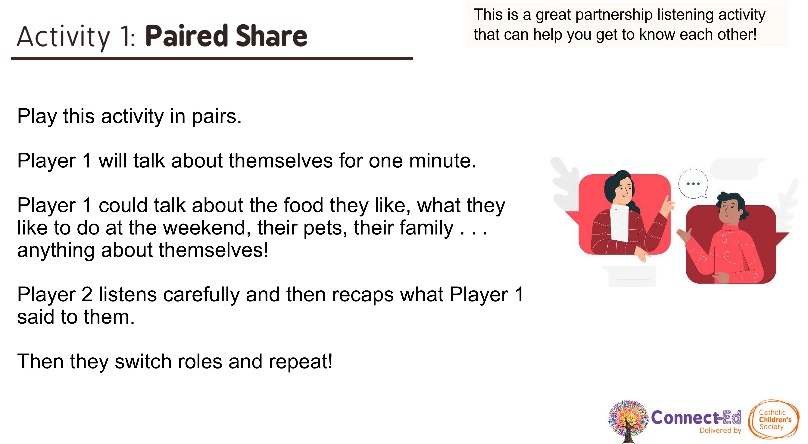 Activity 1: Paired Share
This is a great partnership listening activity
that can help you get to know each other!
Play this activity in pairs.
Player 1 will talk about themselves for one minute.
Player 1 could talk about the food they like, what they
like to do at the weekend, their pets, their family . . .
anything about themselves!
Player 2 listens carefully and then recaps what Player 1
said to them.
Then they switch roles and repeat!
Connect-Ed
Delivered by
Catholic
Children's
Society